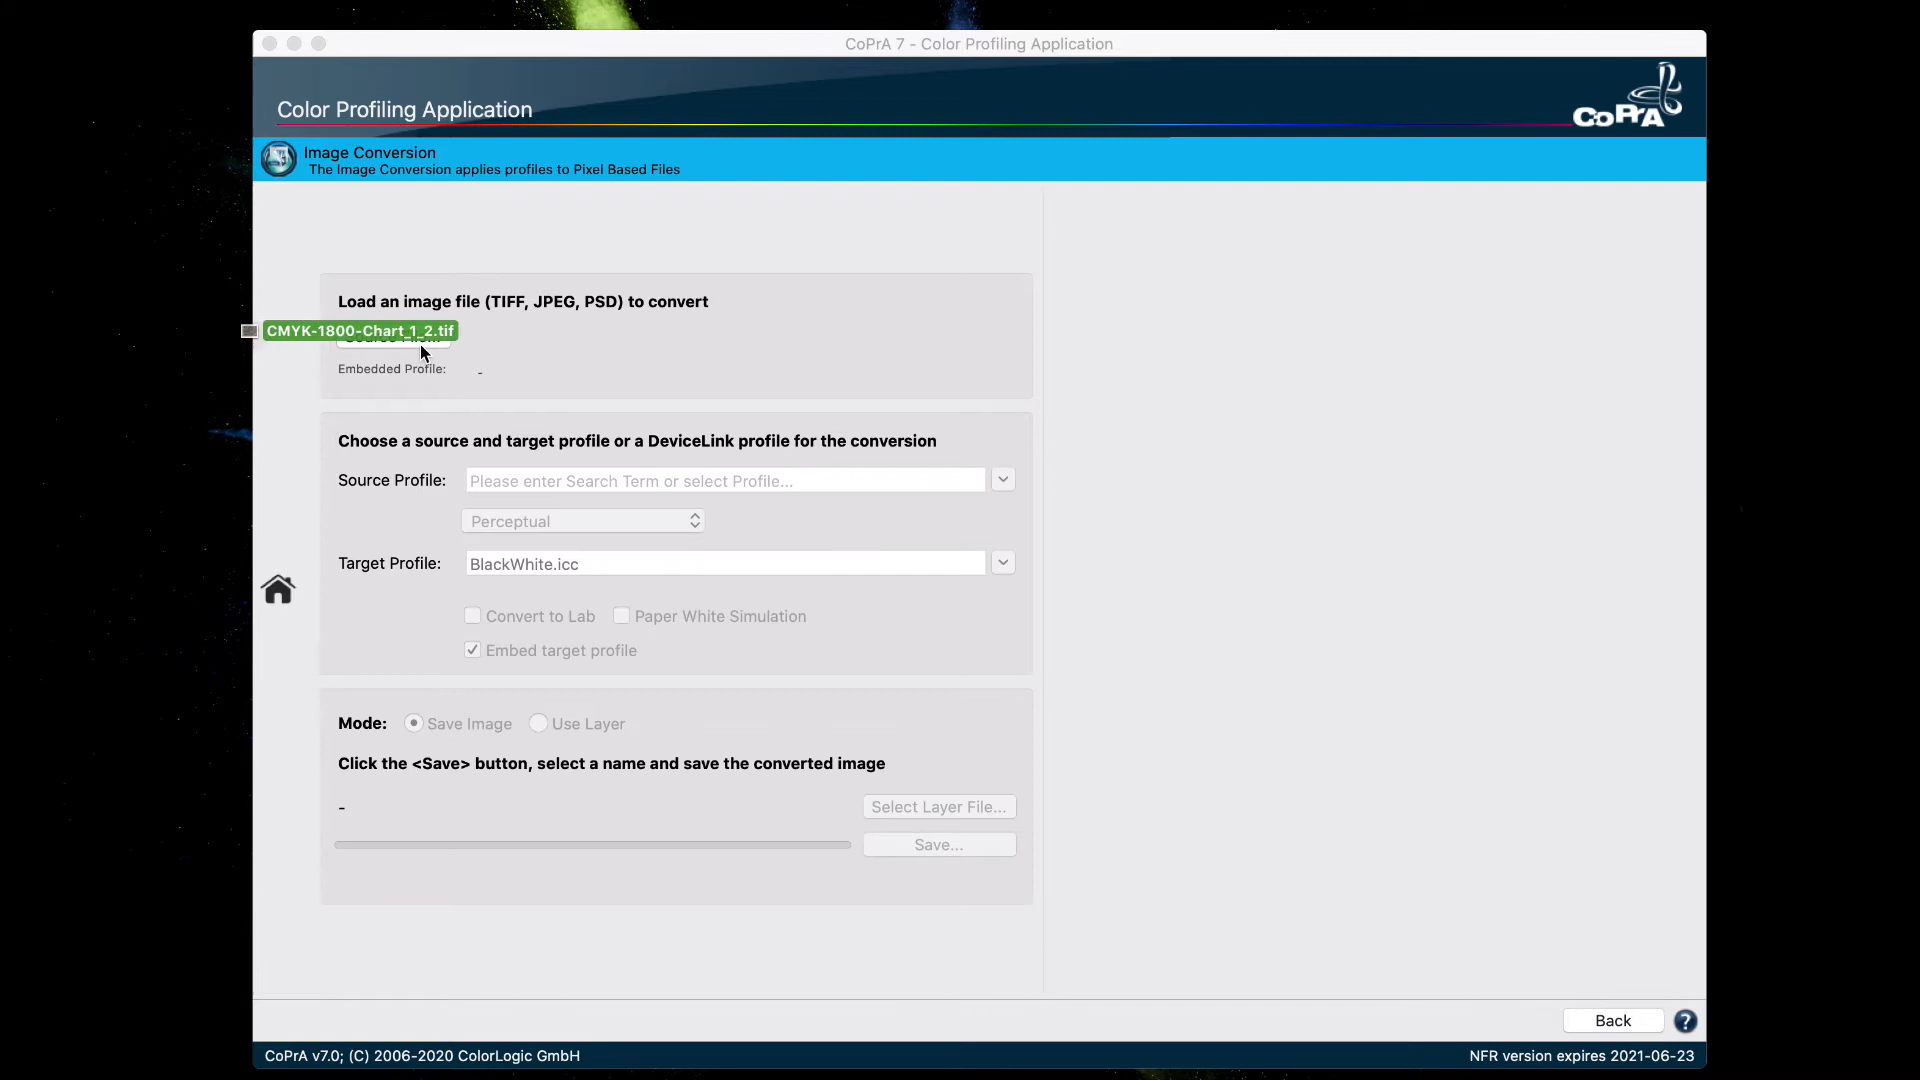 CoPrA 7 - Color Profiling Application
Color Profiling Application
CoPrA
Image Conversion
The Image Conversion applies profiles to Pixel Based Files
Load an image file (TIFF, JPEG, PSD) to convert
CMYK-1800-Chart_1_2.tif
Embedded Profile: -
Choose a source and target profile or a DeviceLink profile for the conversion
Source Profile: Please enter Search Term or select Profile...
Perceptual
Target Profile: BlackWhite.icc
Convert to Lab Paper White Simulation
Embed target profile
Mode: Save Image Use Layer
Click the <Save> button, select a name and save the converted image
- Select Layer File...
Save...
Back ?
CoPrA v7.0; (C) 2006-2020 ColorLogic GmbH NFR version expires 2021-06-23